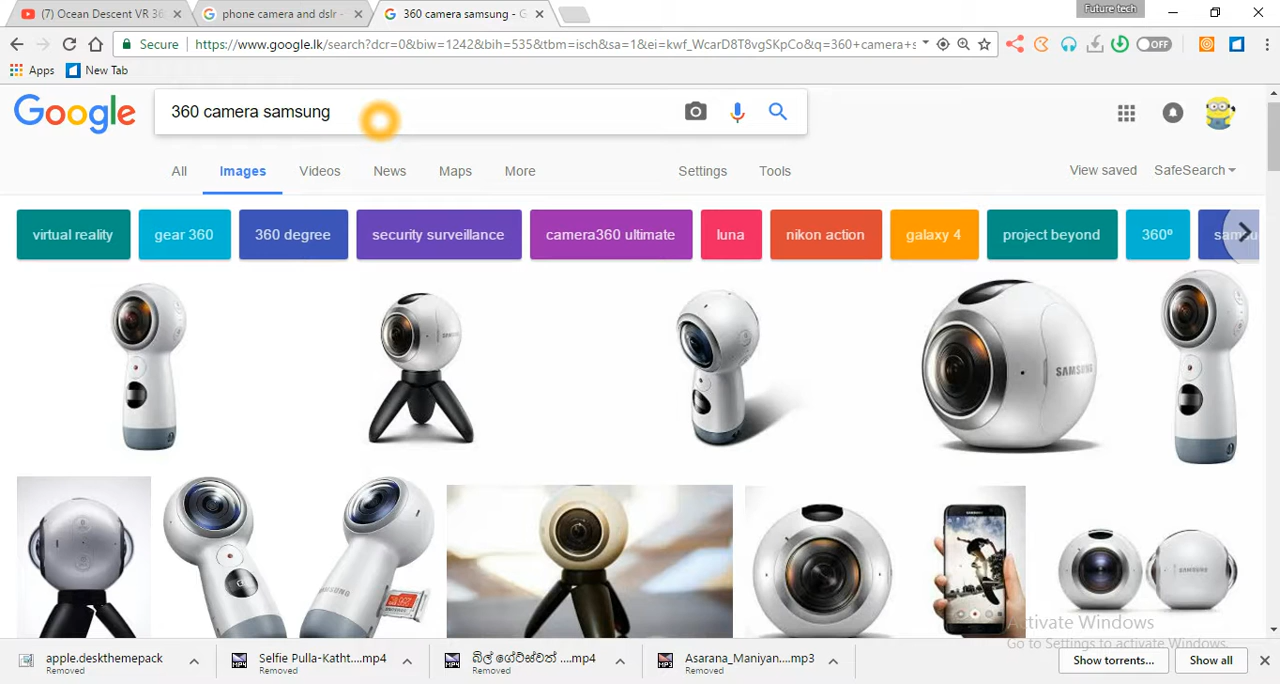 (7) Ocean Descent VR 36
phone camera and dslr -
360 camera samsung - G
Future tech
Secure
https://www.google.lk/search?dcr=0&biw=1242&bih=535&tbm=isch&sa=1&ei=kwf_WcarD8T8vgSKpCo&q=360+camera+s
OFF
Apps
New Tab
Google
360 camera samsung
All
Images
Videos
News
Maps
More
Settings
Tools
View saved
SafeSearch
virtual reality
gear 360
360 degree
security surveillance
camera360 ultimate
luna
nikon action
galaxy 4
project beyond
360º
samsu
SAMSUNG
SAMSUNG
Activate Windows
Go to Settings to activate Windows.
apple.deskthemepack
Removed
Selfie Pulla-Katht....mp4
Removed
බිල් ගේට්ස්වත් ....mp4
Removed
Asarana_Maniyan....mp3
Removed
Show torrents...
Show all